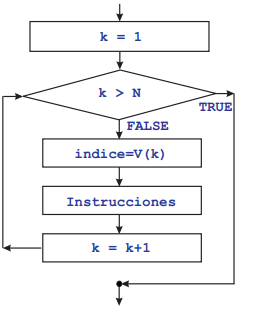 k = 1
k > N
TRUE
FALSE
indice=V(k)
Instrucciones
k = k+1